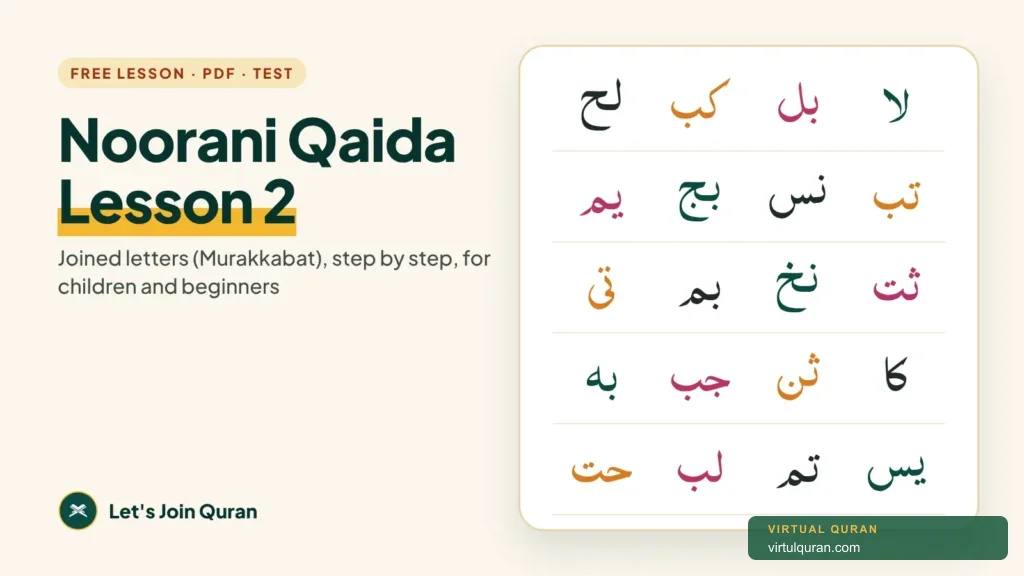 FREE LESSON · PDF · TEST
Noorani Qaida
Lesson 2
Joined letters (Murakkabat), step by step, for
children and beginners
Let's Join Quran
لا بل كب لح
تب نس بج يم
ثت نخ بم تی
كا ثن جب به
يس تم لب حت
VIRTUAL QURAN
virtulquran.com